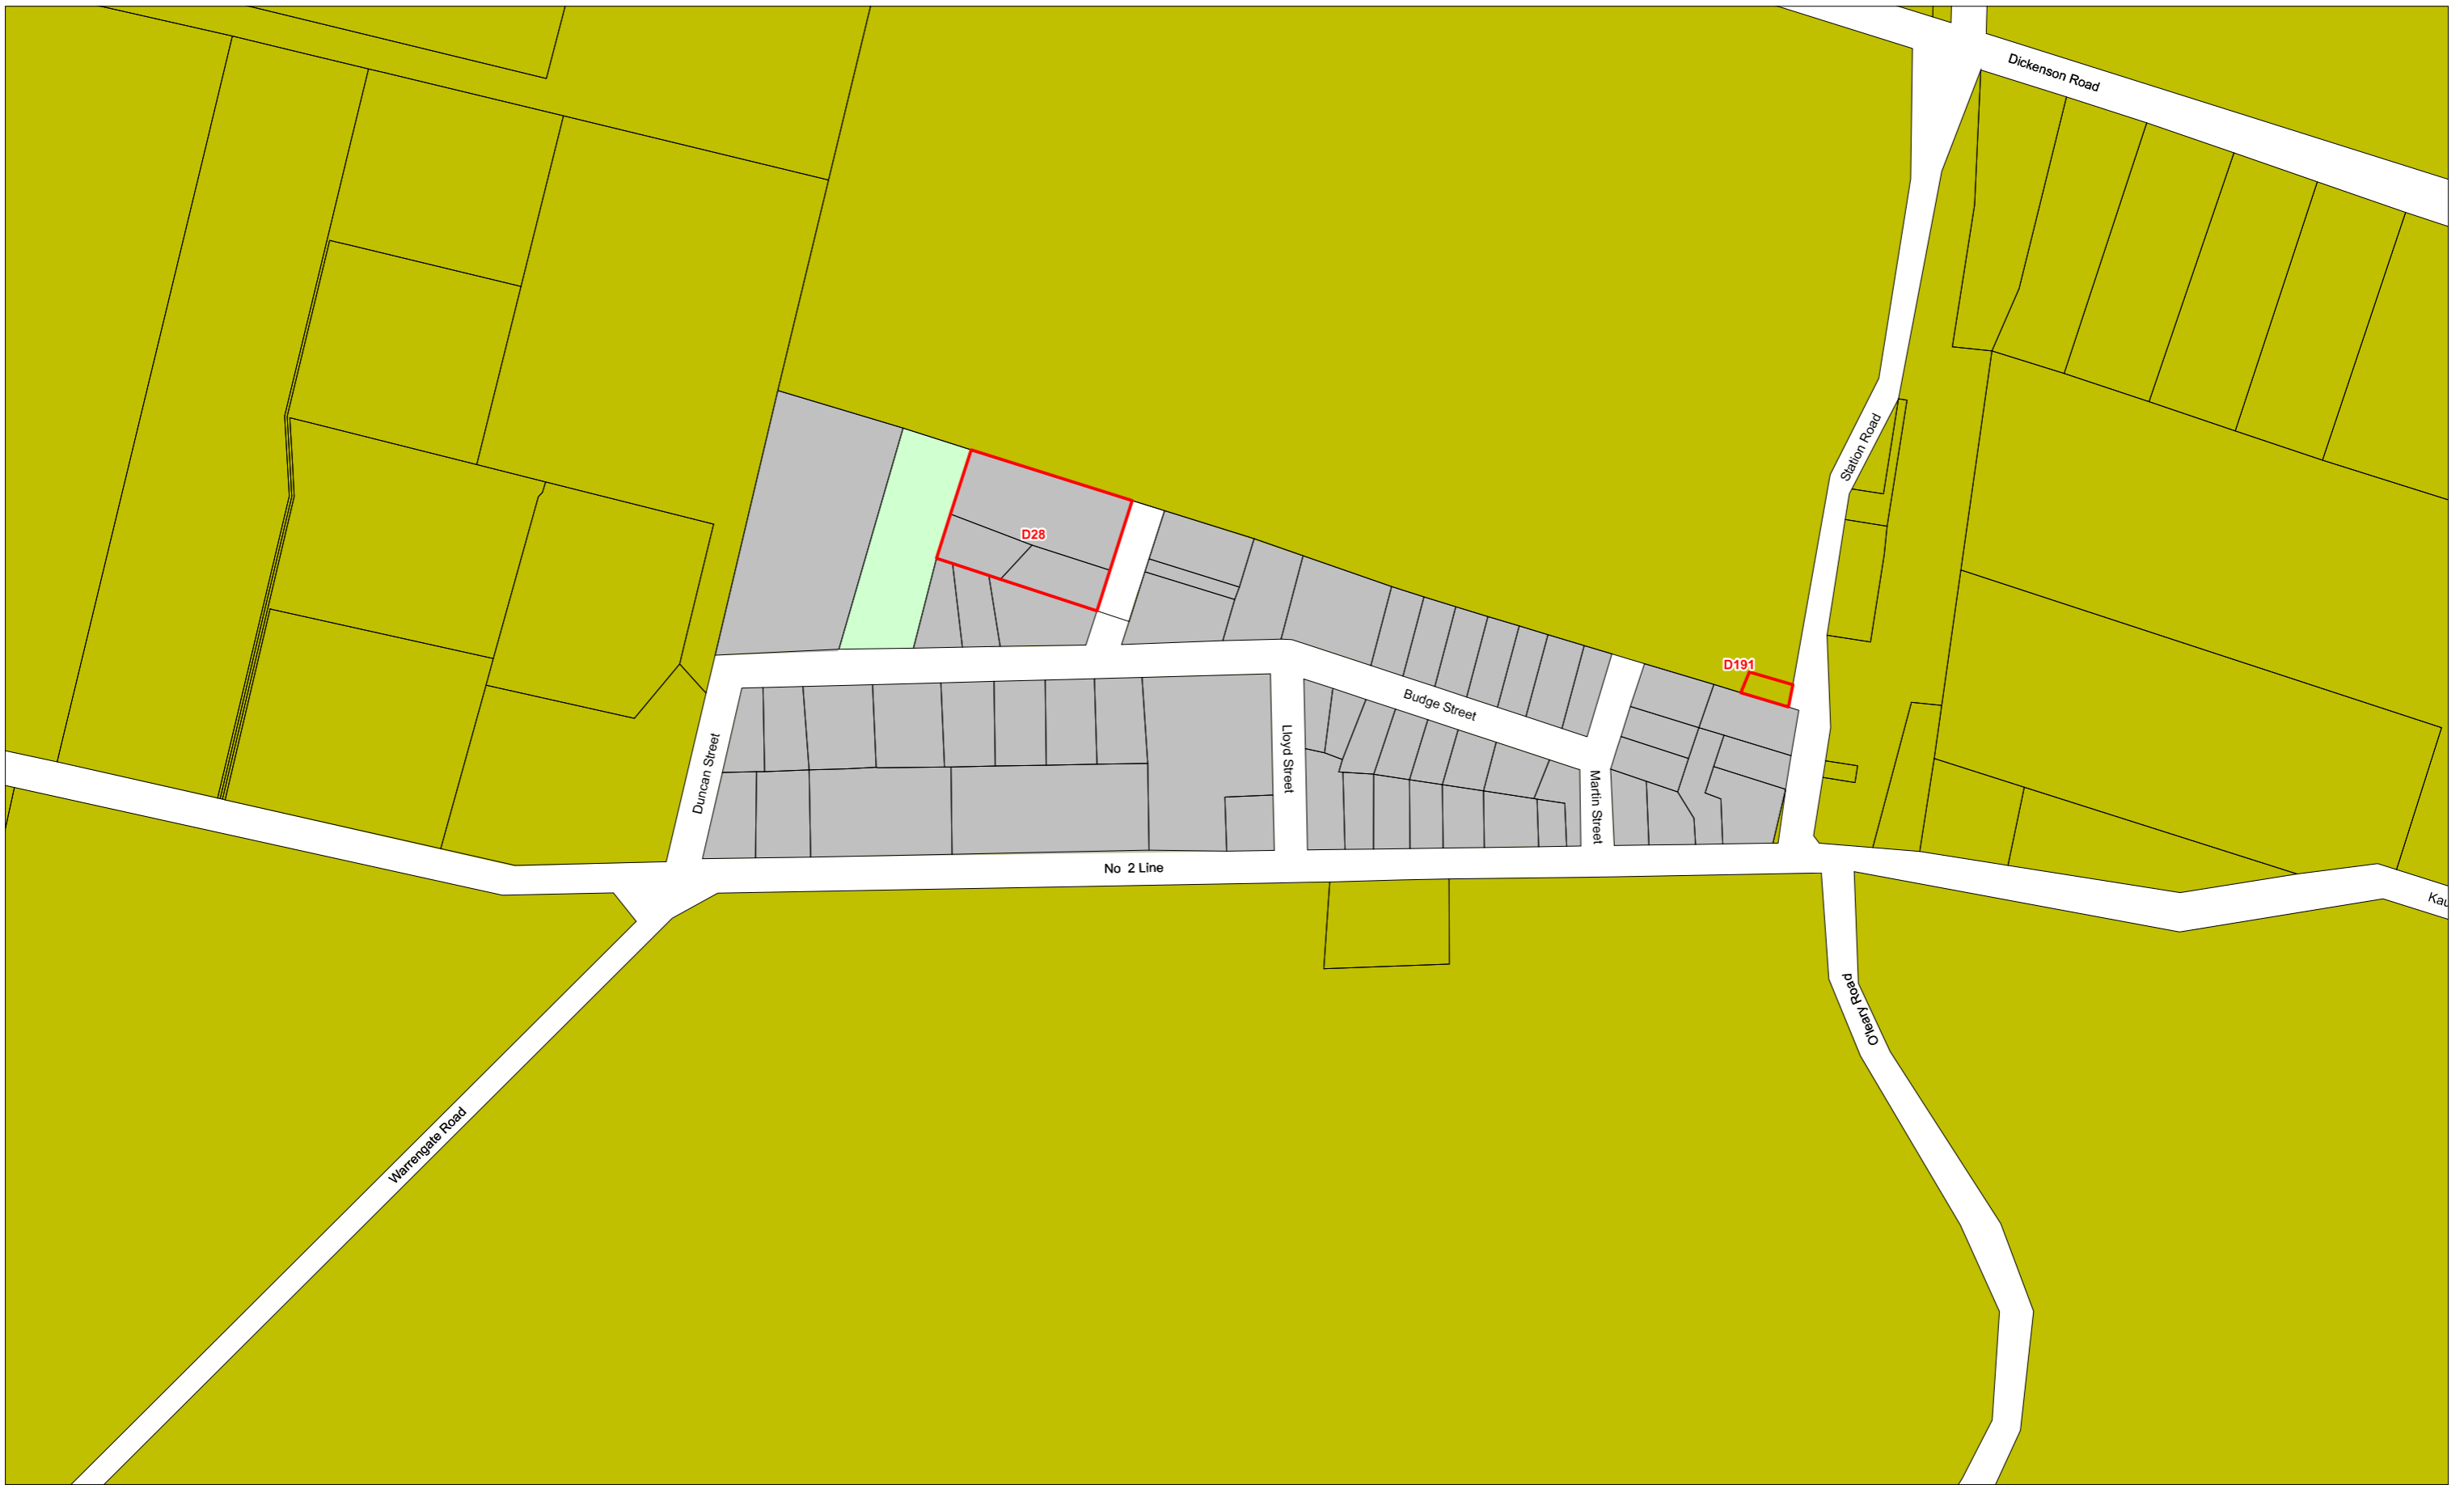 Dickenson Road
Station Road
D28
D191
Budge Street
Duncan Street
Lloyd Street
Martin Street
No 2 Line
Kau
O'leary Road
Warrengate Road